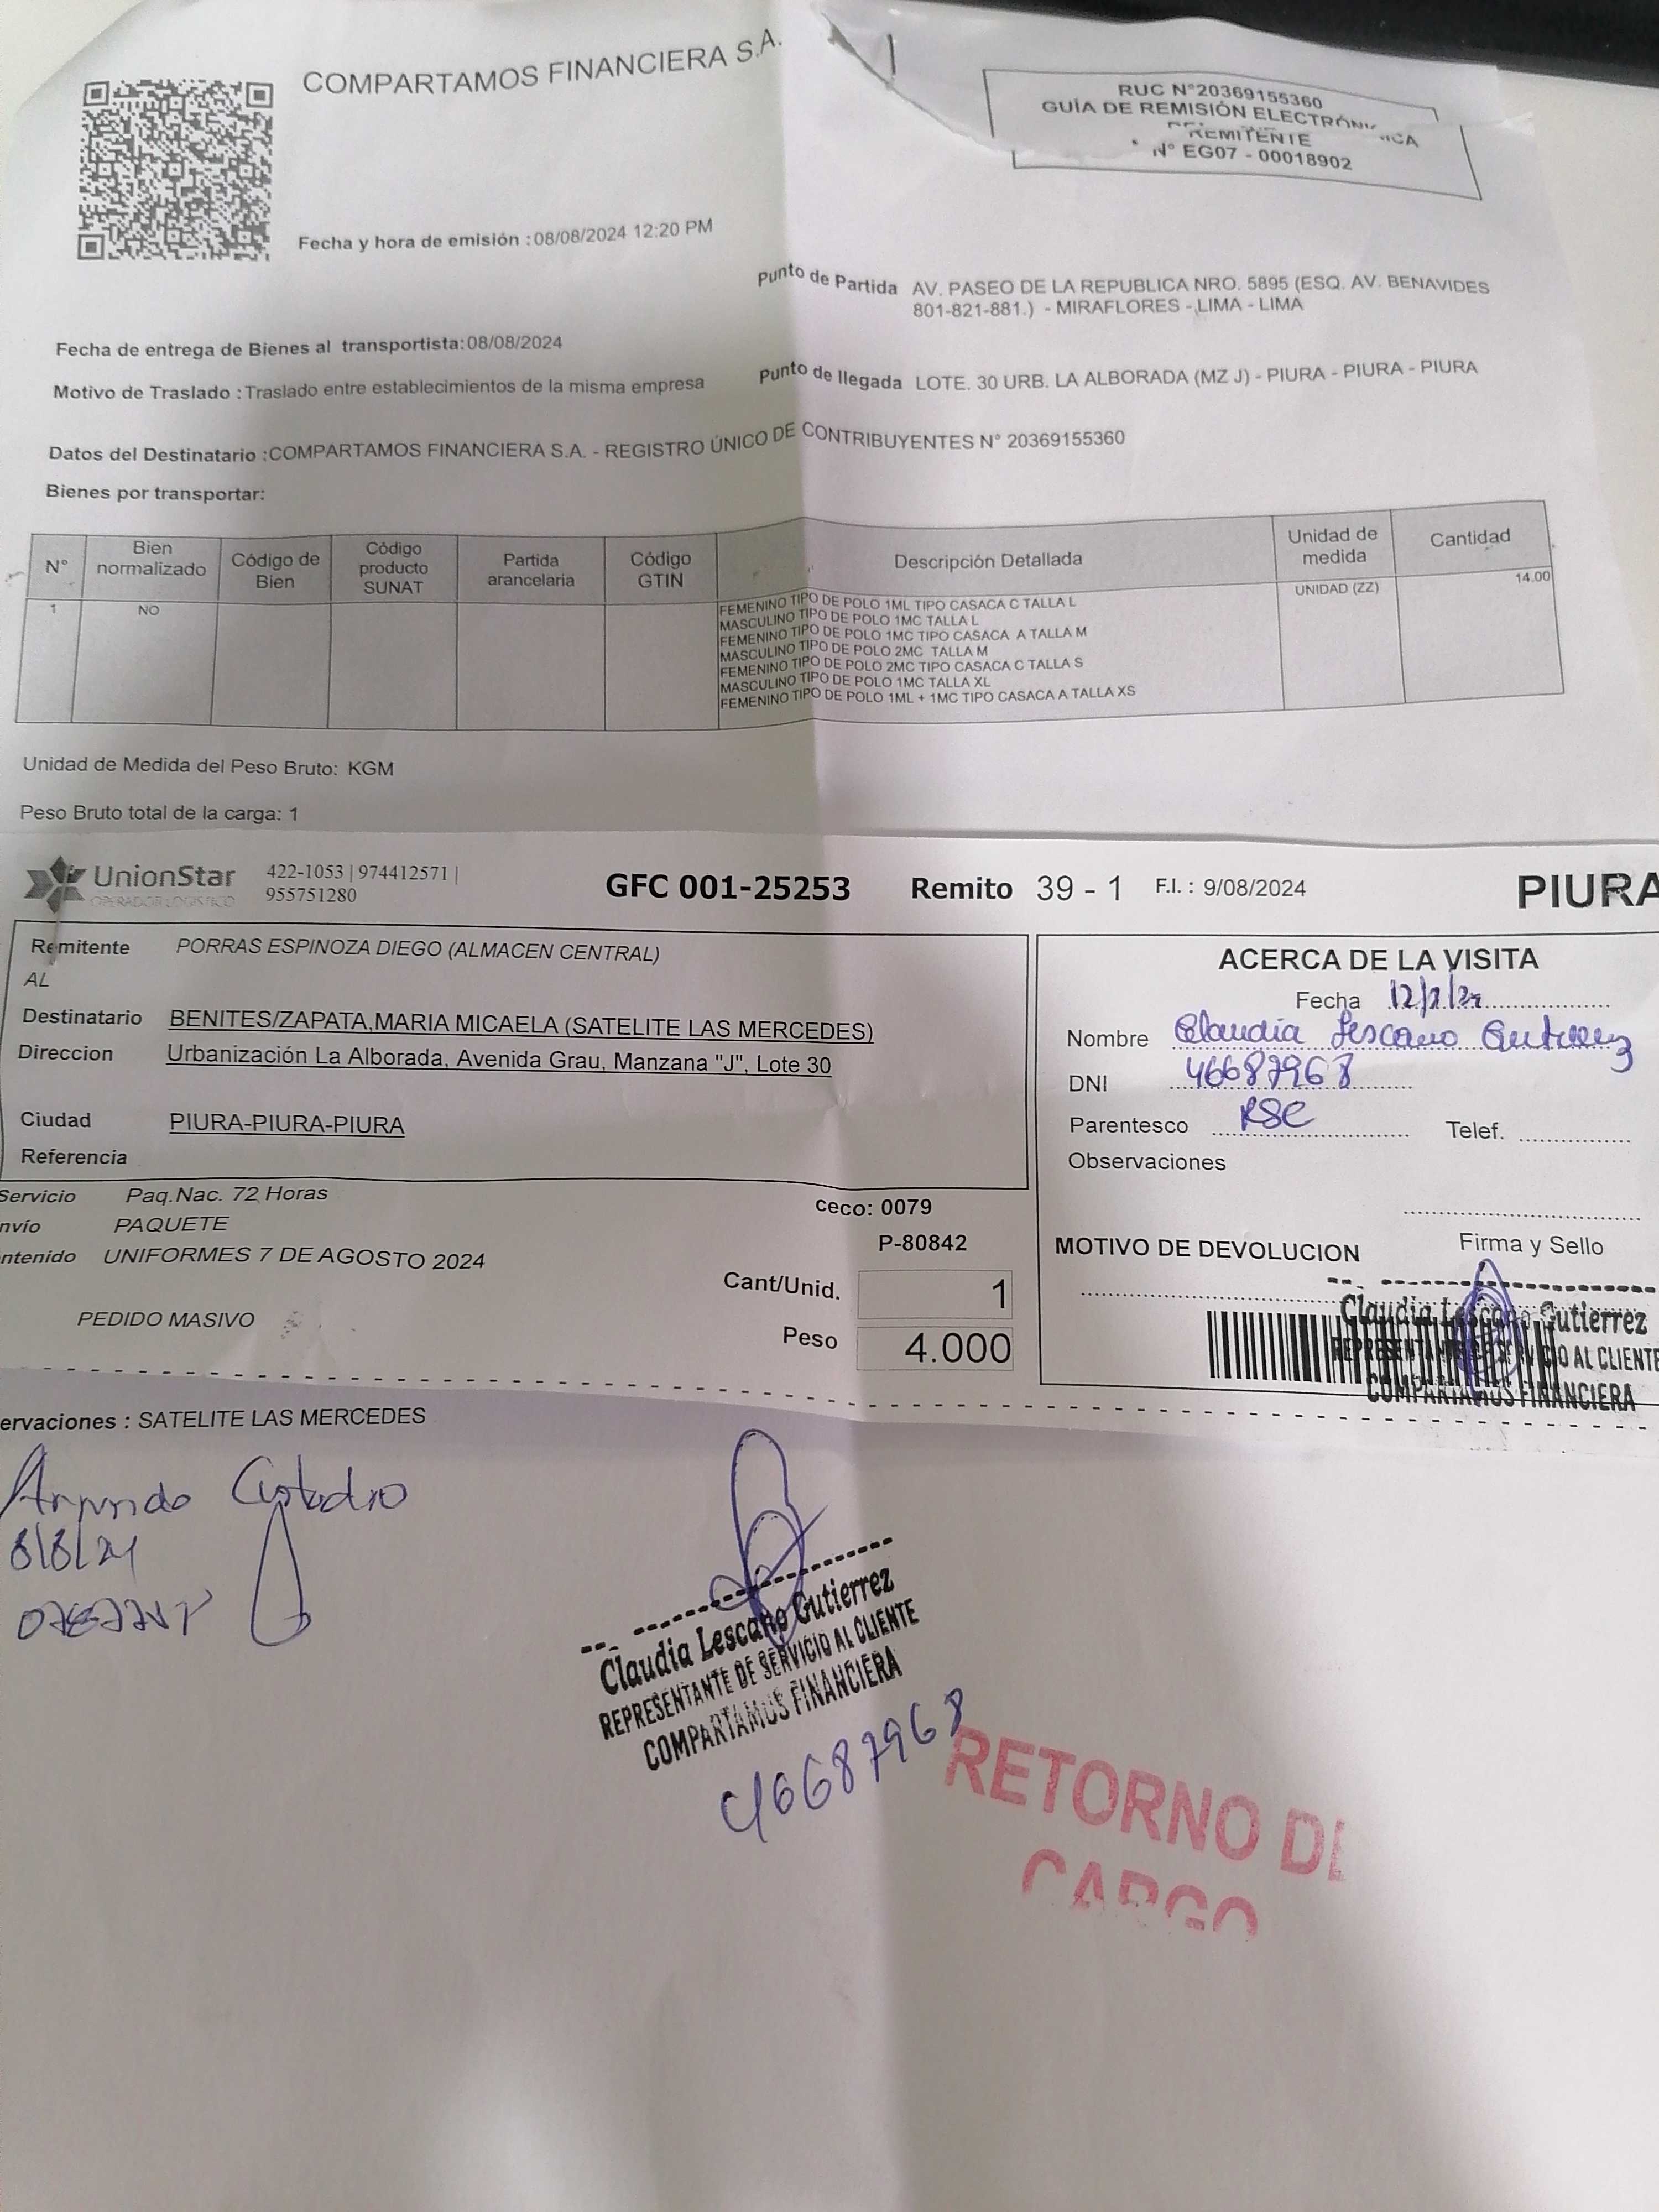 COMPARTAMOS FINANCIERA S.A.
RUC N°20369155360
GUÍA DE REMISIÓN ELECTRÓNICA
REMITENTE
N° EG07 - 00018902
Fecha y hora de emisión :08/08/2024 12:20 PM
Punto de Partida AV. PASEO DE LA REPUBLICA NRO. 5895 (ESQ. AV. BENAVIDES
801-821-881.) - MIRAFLORES - LIMA - LIMA
Fecha de entrega de Bienes al transportista:08/08/2024
Motivo de Traslado :Traslado entre establecimientos de la misma empresa
Punto de llegada LOTE. 30 URB. LA ALBORADA (MZ J) - PIURA - PIURA - PIURA
Datos del Destinatario :COMPARTAMOS FINANCIERA S.A. - REGISTRO ÚNICO DE CONTRIBUYENTES N° 20369155360
Bienes por transportar:
N° Bien normalizado Código de Bien Código producto SUNAT Partida arancelaria Código GTIN Descripción Detallada Unidad de medida Cantidad
1 NO FEMENINO TIPO DE POLO 1ML TIPO CASACA C TALLA L UNIDAD (ZZ) 14.00
MASCULINO TIPO DE POLO 1MC TALLA L
FEMENINO TIPO DE POLO 1MC TIPO CASACA A TALLA M
MASCULINO TIPO DE POLO 2MC TALLA M
FEMENINO TIPO DE POLO 2MC TIPO CASACA C TALLA S
MASCULINO TIPO DE POLO 1MC TALLA XL
FEMENINO TIPO DE POLO 1ML + 1MC TIPO CASACA A TALLA XS
Unidad de Medida del Peso Bruto: KGM
Peso Bruto total de la carga: 1
UnionStar
OPERADOR LOGISTICO
422-1053 | 974412571 |
955751280
GFC 001-25253 Remito 39 - 1 F.I. : 9/08/2024 PIURA
Remitente PORRAS ESPINOZA DIEGO (ALMACEN CENTRAL)
AL
Destinatario BENITES/ZAPATA,MARIA MICAELA (SATELITE LAS MERCEDES)
Direccion Urbanización La Alborada, Avenida Grau, Manzana "J", Lote 30
Ciudad PIURA-PIURA-PIURA
Referencia
Servicio Paq.Nac. 72 Horas
nvío PAQUETE
ntenido UNIFORMES 7 DE AGOSTO 2024
PEDIDO MASIVO
ceco: 0079
P-80842
Cant/Unid. 1
Peso 4.000
ACERCA DE LA VISITA
Fecha
Nombre Claudia Lescano Gutierrez
DNI 46687968
Parentesco RSC Telef.
Observaciones
MOTIVO DE DEVOLUCION Firma y Sello
Claudia Lescano Gutierrez
REPRESENTANTE DE SERVICIO AL CLIENTE
COMPARTAMOS FINANCIERA
ervaciones : SATELITE LAS MERCEDES
Custodio
8/8/24
Claudia Lescano Gutierrez
REPRESENTANTE DE SERVICIO AL CLIENTE
COMPARTAMOS FINANCIERA
46687968
RETORNO DE
CARGO